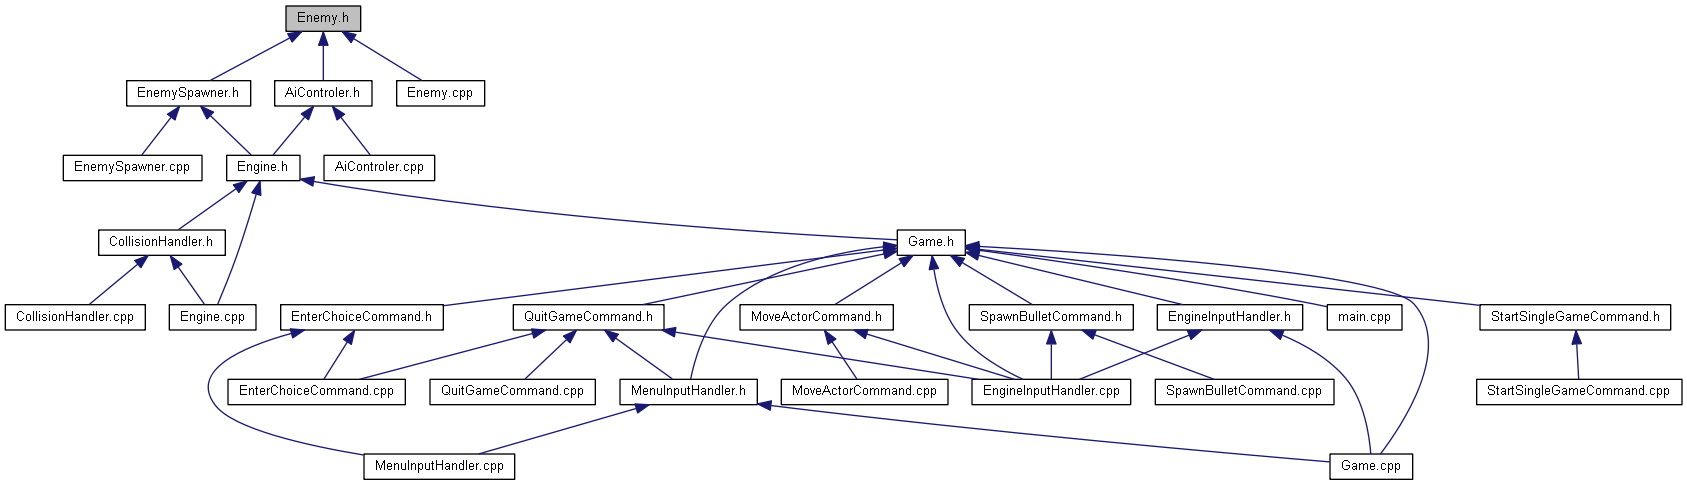 Enemy.h
EnemySpawner.h
AiControler.h
Enemy.cpp
EnemySpawner.cpp
Engine.h
AiControler.cpp
CollisionHandler.h
Game.h
CollisionHandler.cpp
Engine.cpp
EnterChoiceCommand.h
QuitGameCommand.h
MoveActorCommand.h
SpawnBulletCommand.h
EngineInputHandler.h
main.cpp
StartSingleGameCommand.h
EnterChoiceCommand.cpp
QuitGameCommand.cpp
MenuInputHandler.h
MoveActorCommand.cpp
EngineInputHandler.cpp
SpawnBulletCommand.cpp
StartSingleGameCommand.cpp
MenuInputHandler.cpp
Game.cpp